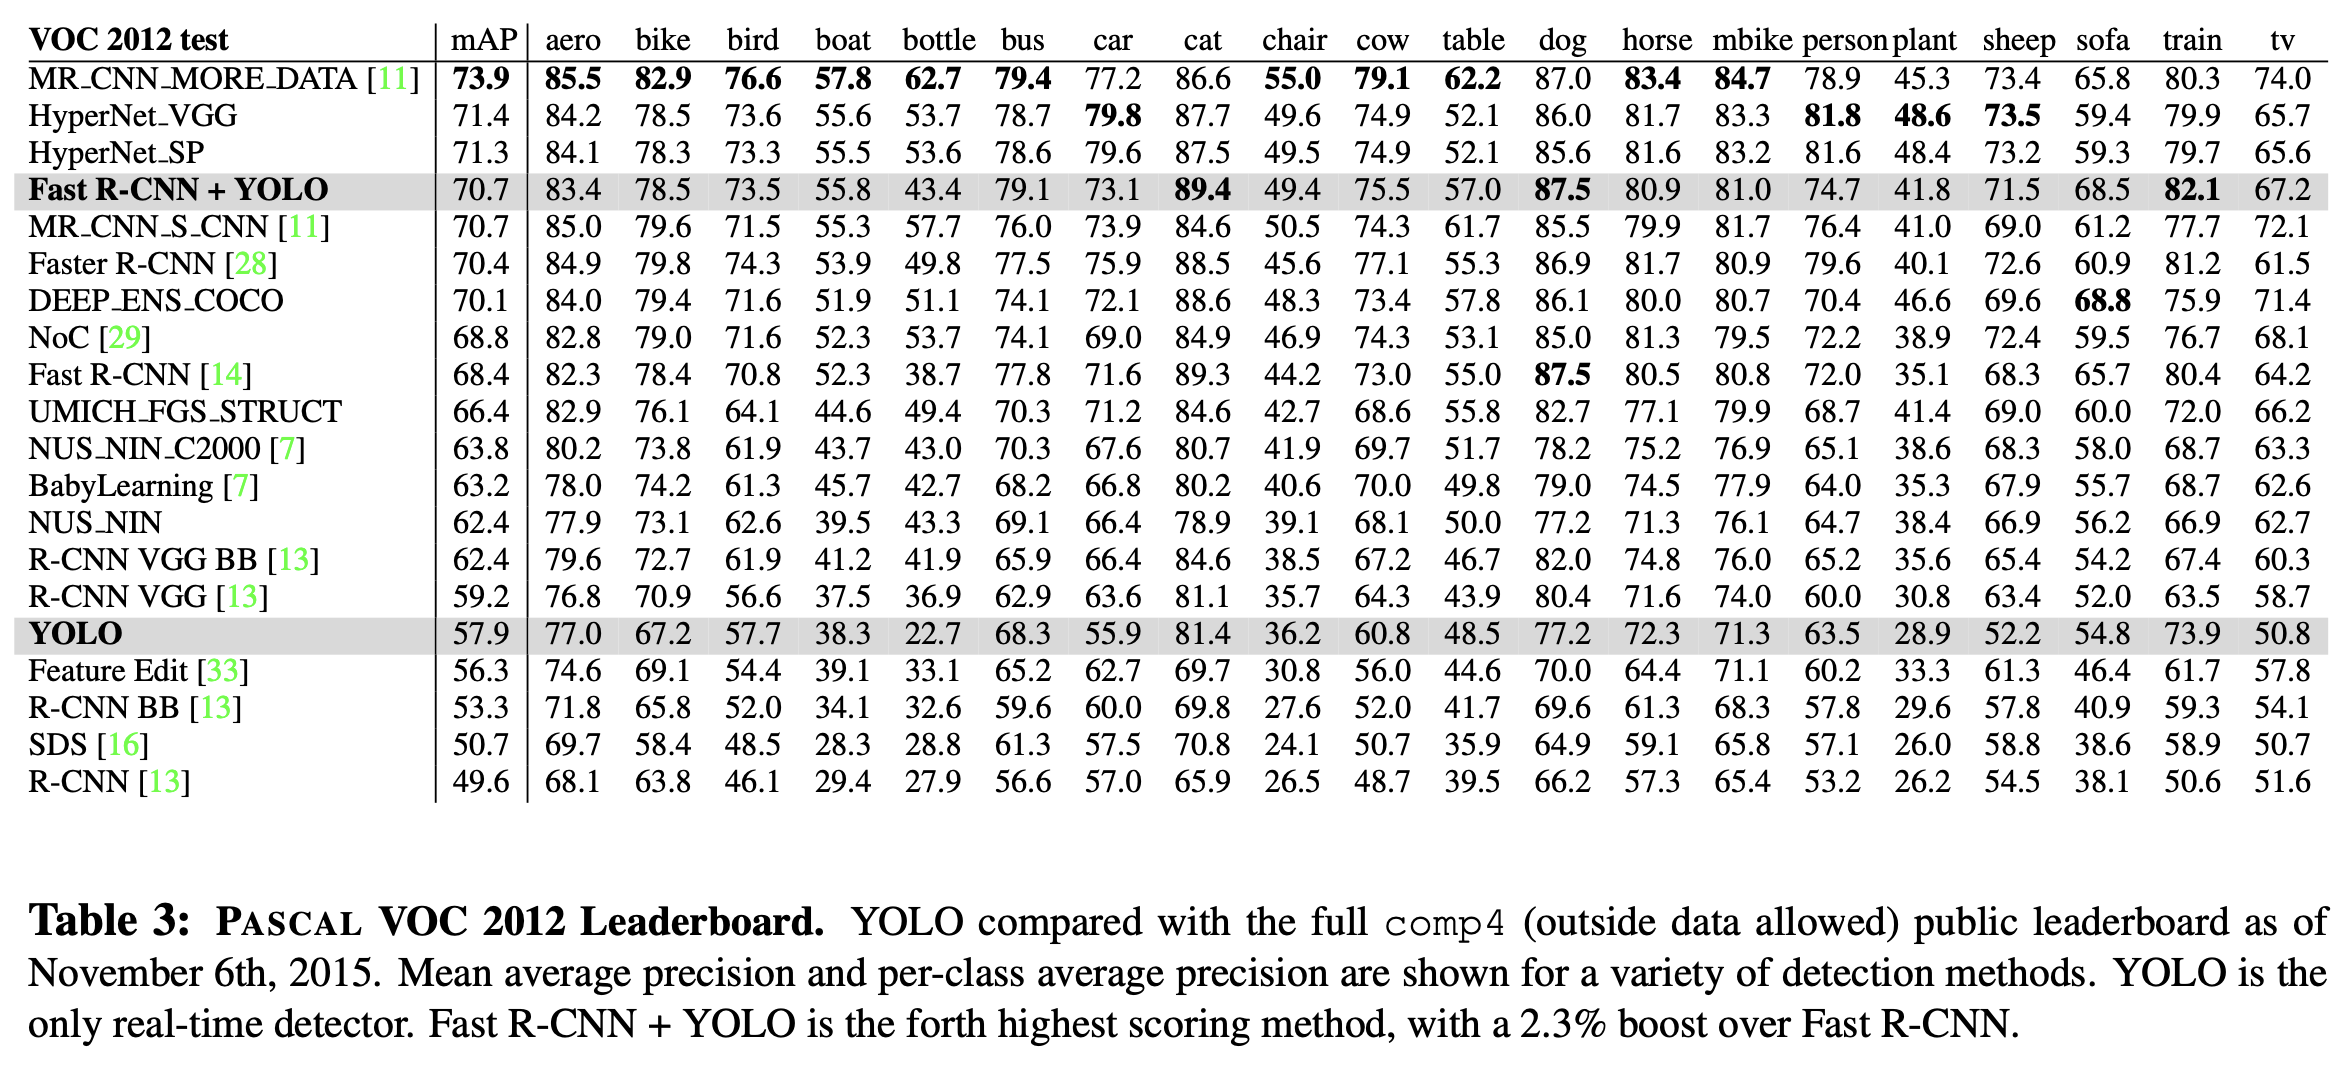 VOC 2012 test mAP aero bike bird boat bottle bus car cat chair cow table dog horse mbike person plant sheep sofa train tv
MR_CNN_MORE_DATA [11] 73.9 85.5 82.9 76.6 57.8 62.7 79.4 77.2 86.6 55.0 79.1 62.2 87.0 83.4 84.7 78.9 45.3 73.4 65.8 80.3 74.0
HyperNet_VGG 71.4 84.2 78.5 73.6 55.6 53.7 78.7 79.8 87.7 49.6 74.9 52.1 86.0 81.7 83.3 81.8 48.6 73.5 59.4 79.9 65.7
HyperNet_SP 71.3 84.1 78.3 73.3 55.5 53.6 78.6 79.6 87.5 49.5 74.9 52.1 85.6 81.6 83.2 81.6 48.4 73.2 59.3 79.7 65.6
Fast R-CNN + YOLO 70.7 83.4 78.5 73.5 55.8 43.4 79.1 73.1 89.4 49.4 75.5 57.0 87.5 80.9 81.0 74.7 41.8 71.5 68.5 82.1 67.2
MR_CNN_S_CNN [11] 70.7 85.0 79.6 71.5 55.3 57.7 76.0 73.9 84.6 50.5 74.3 61.7 85.5 79.9 81.7 76.4 41.0 69.0 61.2 77.7 72.1
Faster R-CNN [28] 70.4 84.9 79.8 74.3 53.9 49.8 77.5 75.9 88.5 45.6 77.1 55.3 86.9 81.7 80.9 79.6 40.1 72.6 60.9 81.2 61.5
DEEP_ENS_COCO 70.1 84.0 79.4 71.6 51.9 51.1 74.1 72.1 88.6 48.3 73.4 57.8 86.1 80.0 80.7 70.4 46.6 69.6 68.8 75.9 71.4
NoC [29] 68.8 82.8 79.0 71.6 52.3 53.7 74.1 69.0 84.9 46.9 74.3 53.1 85.0 81.3 79.5 72.2 38.9 72.4 59.5 76.7 68.1
Fast R-CNN [14] 68.4 82.3 78.4 70.8 52.3 38.7 77.8 71.6 89.3 44.2 73.0 55.0 87.5 80.5 80.8 72.0 35.1 68.3 65.7 80.4 64.2
UMICH_FGS_STRUCT 66.4 82.9 76.1 64.1 44.6 49.4 70.3 71.2 84.6 42.7 68.6 55.8 82.7 77.1 79.9 68.7 41.4 69.0 60.0 72.0 66.2
NUS_NIN_C2000 [7] 63.8 80.2 73.8 61.9 43.7 43.0 70.3 67.6 80.7 41.9 69.7 51.7 78.2 75.2 76.9 65.1 38.6 68.3 58.0 68.7 63.3
BabyLearning [7] 63.2 78.0 74.2 61.3 45.7 42.7 68.2 66.8 80.2 40.6 70.0 49.8 79.0 74.5 77.9 64.0 35.3 67.9 55.7 68.7 62.6
NUS_NIN 62.4 77.9 73.1 62.6 39.5 43.3 69.1 66.4 78.9 39.1 68.1 50.0 77.2 71.3 76.1 64.7 38.4 66.9 56.2 66.9 62.7
R-CNN VGG BB [13] 62.4 79.6 72.7 61.9 41.2 41.9 65.9 66.4 84.6 38.5 67.2 46.7 82.0 74.8 76.0 65.2 35.6 65.4 54.2 67.4 60.3
R-CNN VGG [13] 59.2 76.8 70.9 56.6 37.5 36.9 62.9 63.6 81.1 35.7 64.3 43.9 80.4 71.6 74.0 60.0 30.8 63.4 52.0 63.5 58.7
YOLO 57.9 77.0 67.2 57.7 38.3 22.7 68.3 55.9 81.4 36.2 60.8 48.5 77.2 72.3 71.3 63.5 28.9 52.2 54.8 73.9 50.8
Feature Edit [33] 56.3 74.6 69.1 54.4 39.1 33.1 65.2 62.7 69.7 30.8 56.0 44.6 70.0 64.4 71.1 60.2 33.3 61.3 46.4 61.7 57.8
R-CNN BB [13] 53.3 71.8 65.8 52.0 34.1 32.6 59.6 60.0 69.8 27.6 52.0 41.7 69.6 61.3 68.3 57.8 29.6 57.8 40.9 59.3 54.1
SDS [16] 50.7 69.7 58.4 48.5 28.3 28.8 61.3 57.5 70.8 24.1 50.7 35.9 64.9 59.1 65.8 57.1 26.0 58.8 38.6 58.9 50.7
R-CNN [13] 49.6 68.1 63.8 46.1 29.4 27.9 56.6 57.0 65.9 26.5 48.7 39.5 66.2 57.3 65.4 53.2 26.2 54.5 38.1 50.6 51.6
Table 3: PASCAL VOC 2012 Leaderboard. YOLO compared with the full comp4 (outside data allowed) public leaderboard as of
November 6th, 2015. Mean average precision and per-class average precision are shown for a variety of detection methods. YOLO is the
only real-time detector. Fast R-CNN + YOLO is the forth highest scoring method, with a 2.3% boost over Fast R-CNN.